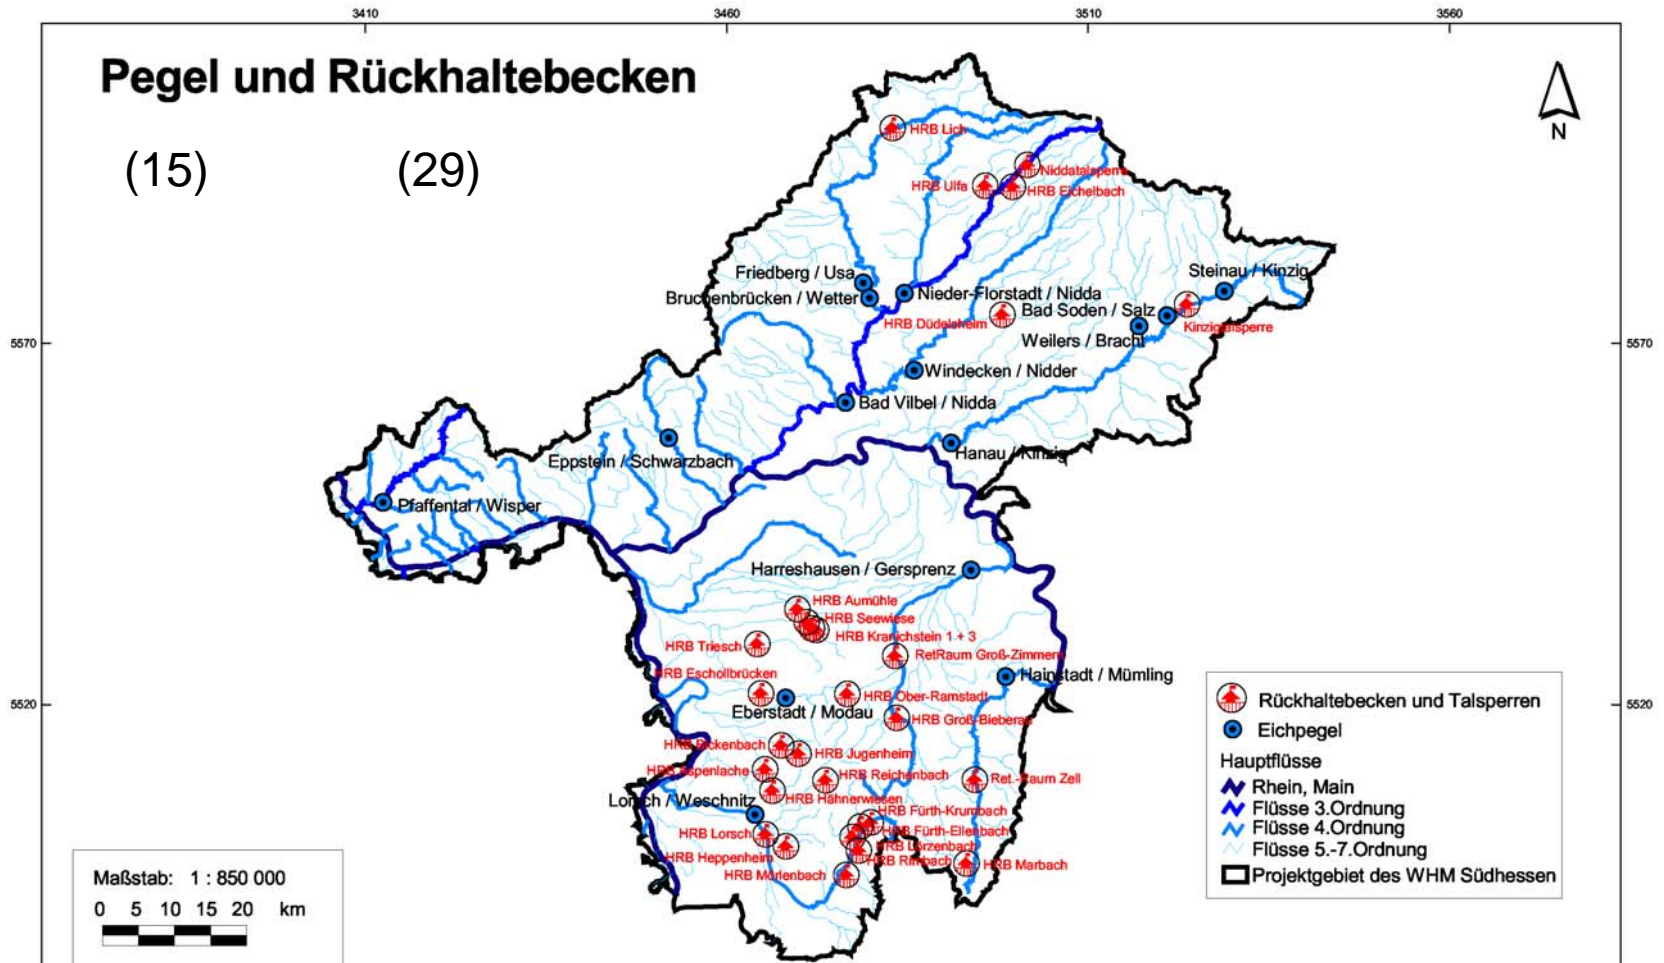 3410 3460 3510 3560
Pegel und Rückhaltebecken
(15) (29)
N
HRB Lich
Niddatalsperre
HRB Ulfa
HRB Eichelbach
Friedberg / Usa
Steinau / Kinzig
Bruchenbrücken / Wetter
Nieder-Florstadt / Nidda
Bad Soden / Salz
HRB Düdelsheim
Kinzigtalsperre
Weilers / Bracht
5570 5570
Windecken / Nidder
Bad Vilbel / Nidda
Hanau / Kinzig
Eppstein / Schwarzbach
Pfaffental / Wisper
Harreshausen / Gersprenz
HRB Aumühle
HRB Seewiese
HRB Kranichstein 1 + 3
HRB Triesch
RetRaum Groß-Zimmern
HRB Eschollbrücken
Hainstadt / Mümling
HRB Ober-Ramstadt
5520 5520
Eberstadt / Modau
HRB Groß-Bieberau
HRB Bickenbach
HRB Jugenheim
HRB Aspenlache
HRB Reichenbach
Ret.-Raum Zell
HRB Hähnerwiesen
Lorsch / Weschnitz
HRB Fürth-Krumbach
HRB Lorsch
HRB Fürth-Ellenbach
HRB Lörzenbach
HRB Heppenheim
HRB Rimbach
HRB Marbach
HRB Mörlenbach
Rückhaltebecken und Talsperren
Eichpegel
Hauptflüsse
Rhein, Main
Flüsse 3.Ordnung
Flüsse 4.Ordnung
Flüsse 5.-7.Ordnung
Projektgebiet des WHM Südhessen
Maßstab: 1 : 850 000
0 5 10 15 20 km